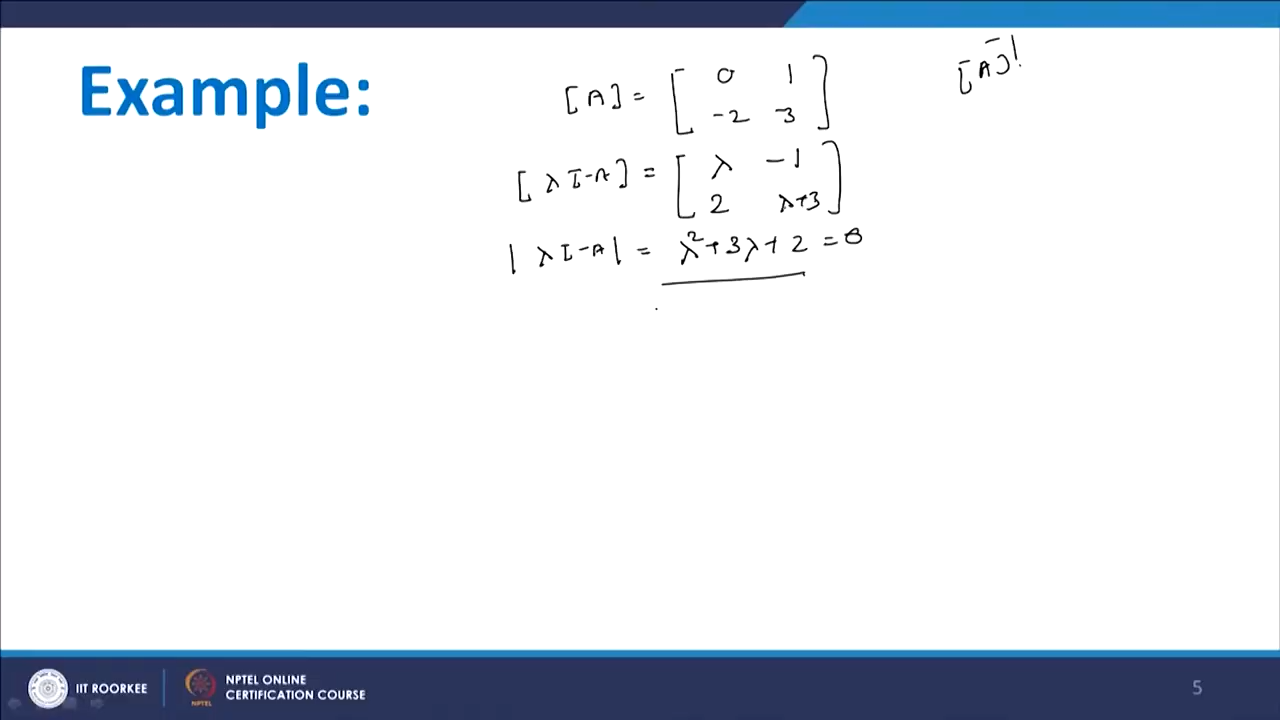 Example:
[A] = [ 0 1
-2 -3 ]
[A]⁻¹
[λI-A] = [ λ -1
2 λ+3 ]
|λI-A| = λ²+3λ+2 = 0
IIT ROORKEE
NPTEL ONLINE
CERTIFICATION COURSE
NPTEL
5